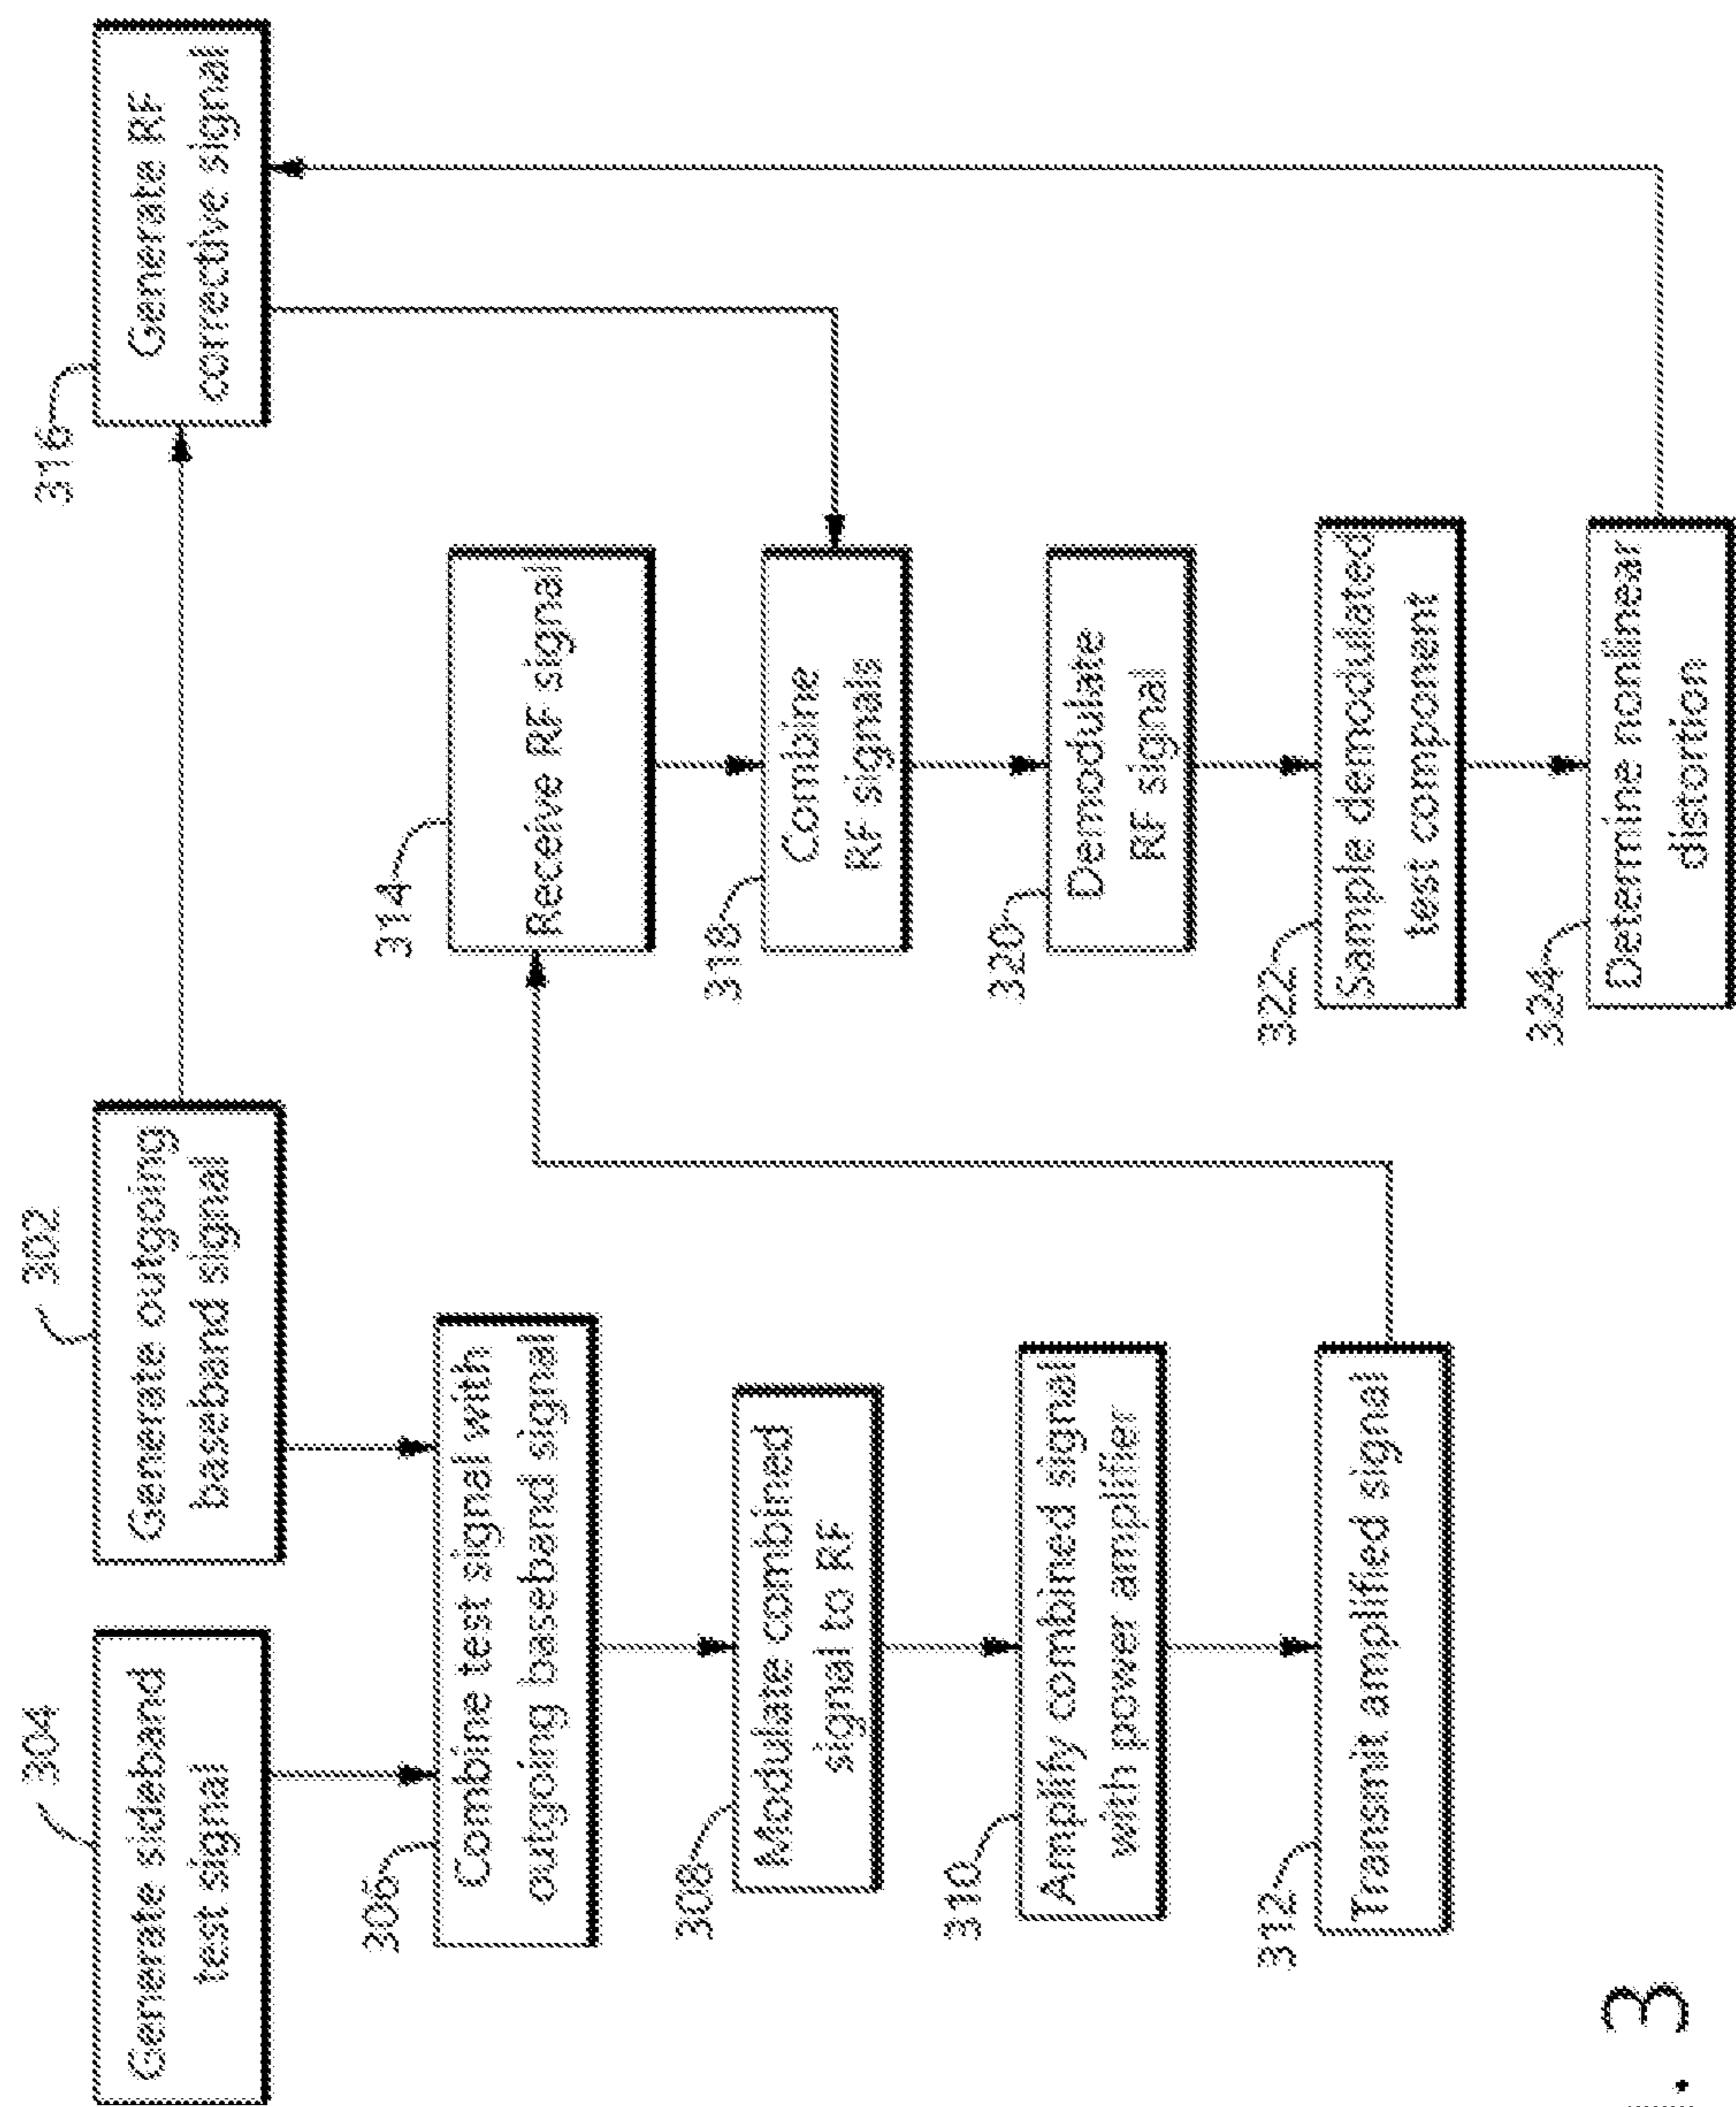 304
Generate sideband
test signal
302
Generate outgoing
baseband signal
316
Generate RF
corrective signal
306
Combine test signal with
outgoing baseband signal
308
Modulate combined
signal to RF
310
Amplify combined signal
with power amplifier
312
Transmit amplified signal
314
Receive RF signal
318
Combine
RF signals
320
Demodulate
RF signal
322
Sample demodulated
test component
324
Determine nonlinear
distortion
. 3